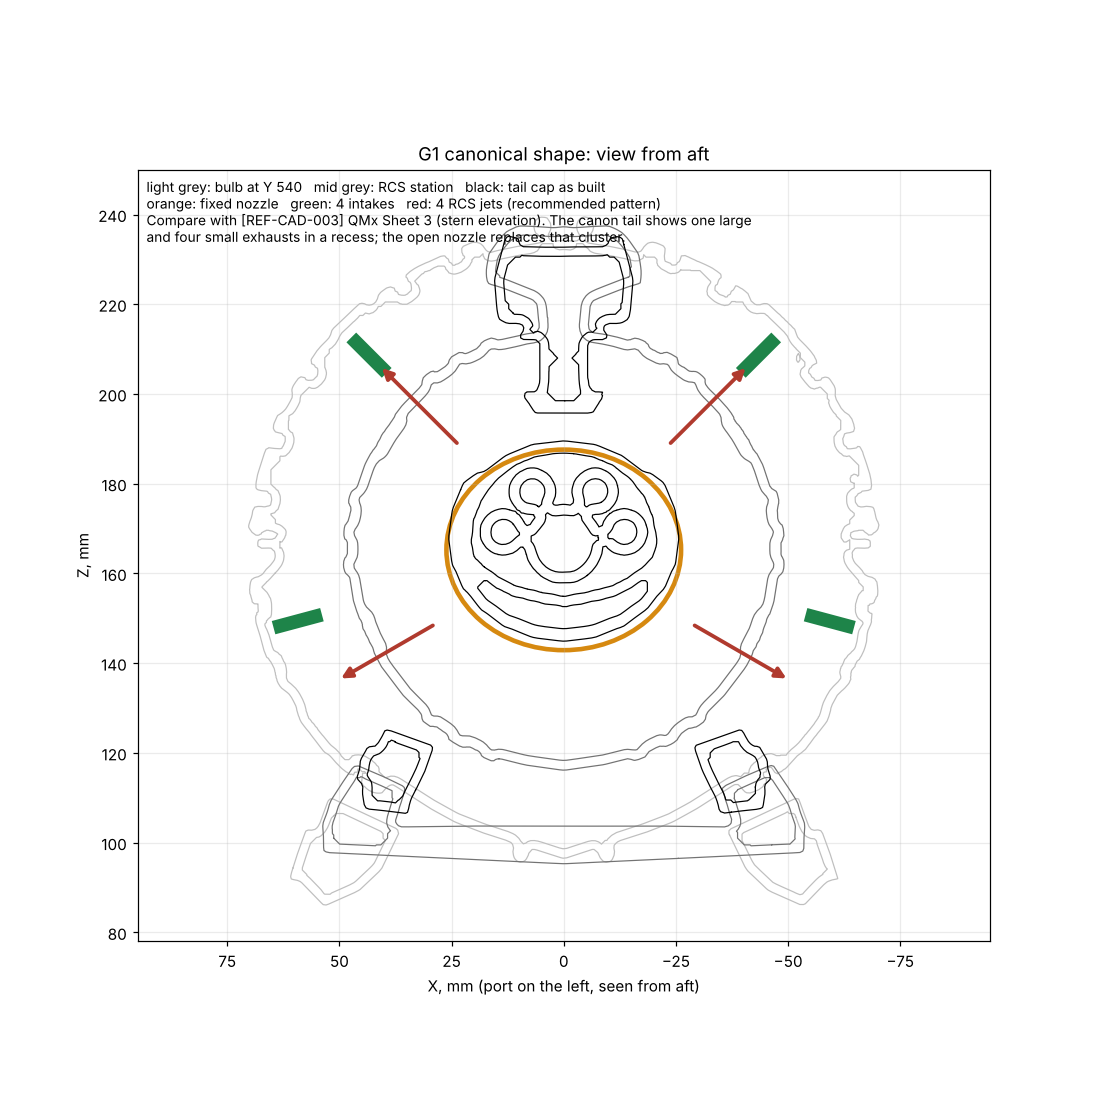 G1 canonical shape: view from aft
light grey: bulb at Y 540   mid grey: RCS station   black: tail cap as built
orange: fixed nozzle   green: 4 intakes   red: 4 RCS jets (recommended pattern)
Compare with [REF-CAD-003] QMx Sheet 3 (stern elevation). The canon tail shows one large
and four small exhausts in a recess; the open nozzle replaces that cluster.
240
220
200
180
160
140
120
100
80
Z, mm
75
50
25
0
−25
−50
−75
X, mm (port on the left, seen from aft)